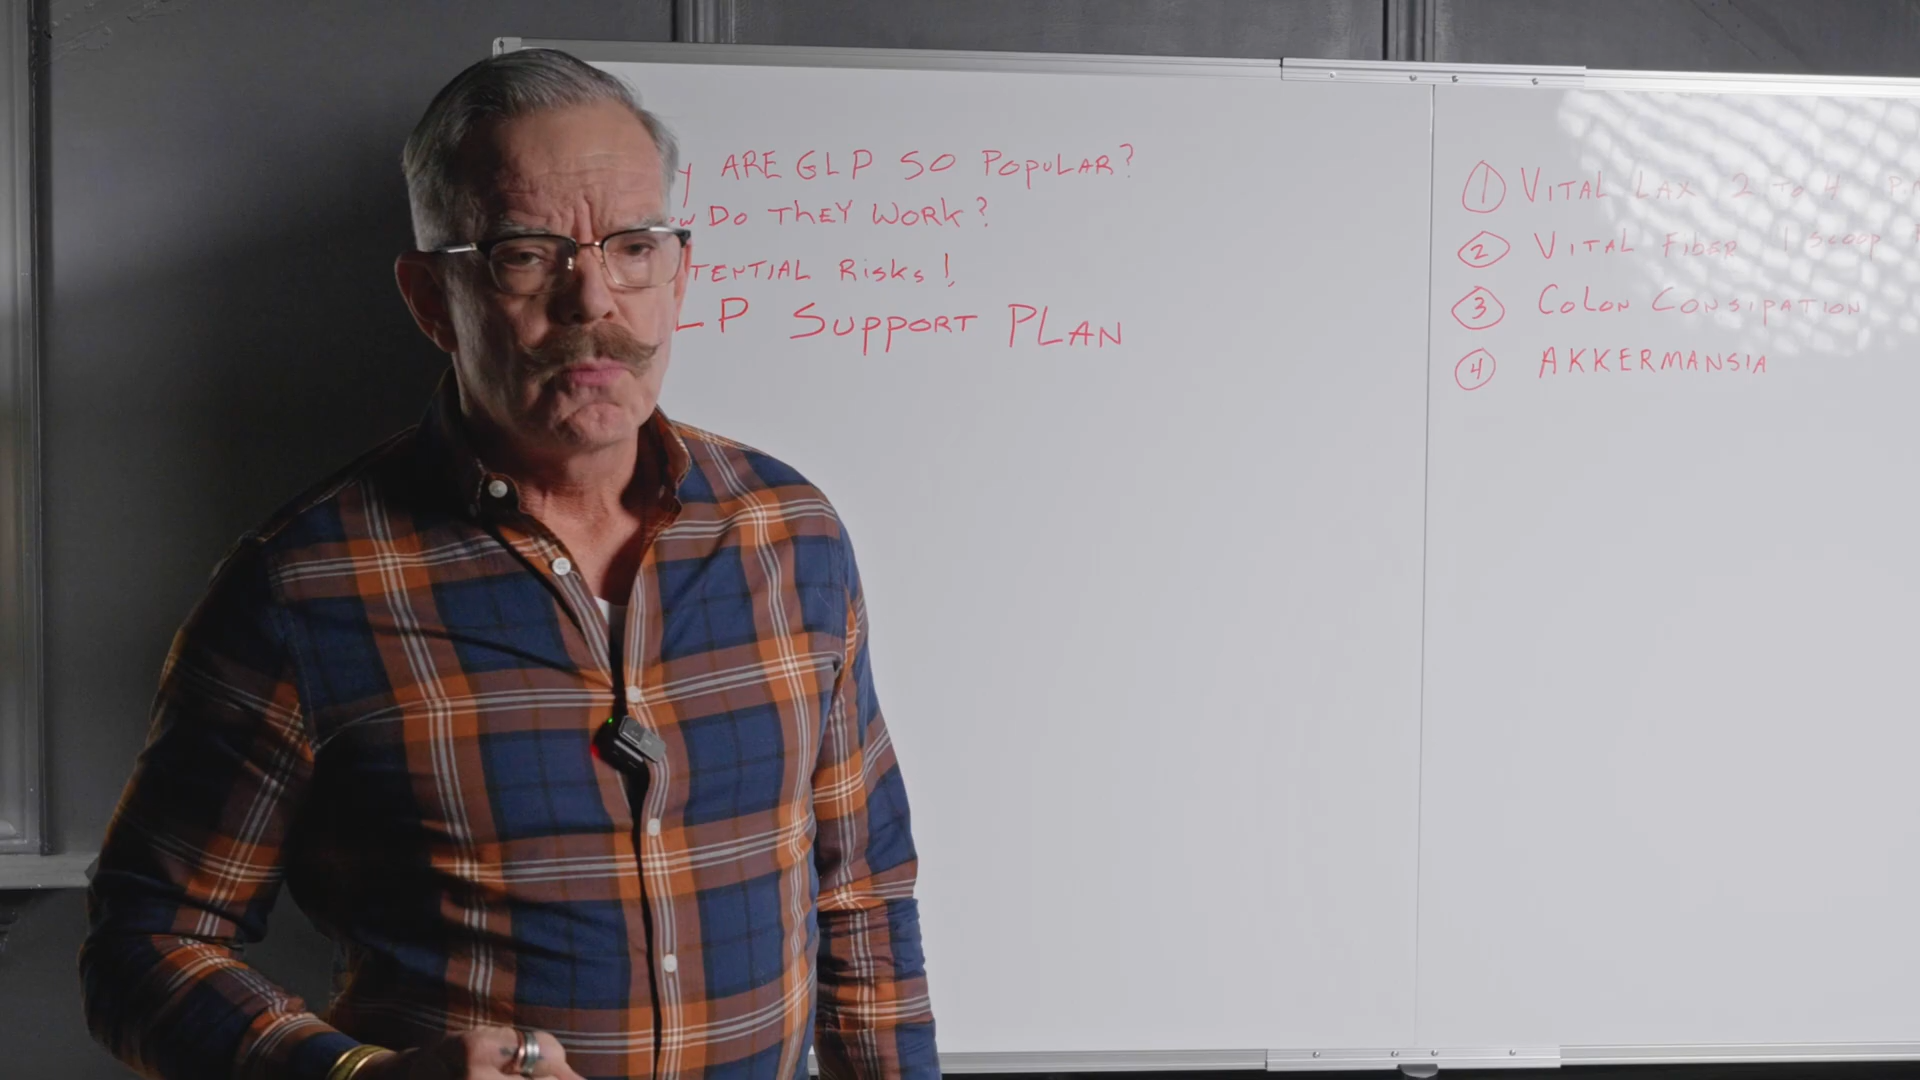 y ARE GLP SO POPULAR?
ow DO THEY WORK?
TENTIAL RISKS!
LP SUPPORT PLAN
① VITAL LAX 2 TO 4 P.M
② VITAL FIBER 1 SCOOP
③ COLON CONSIPATION
④ AKKERMANSIA